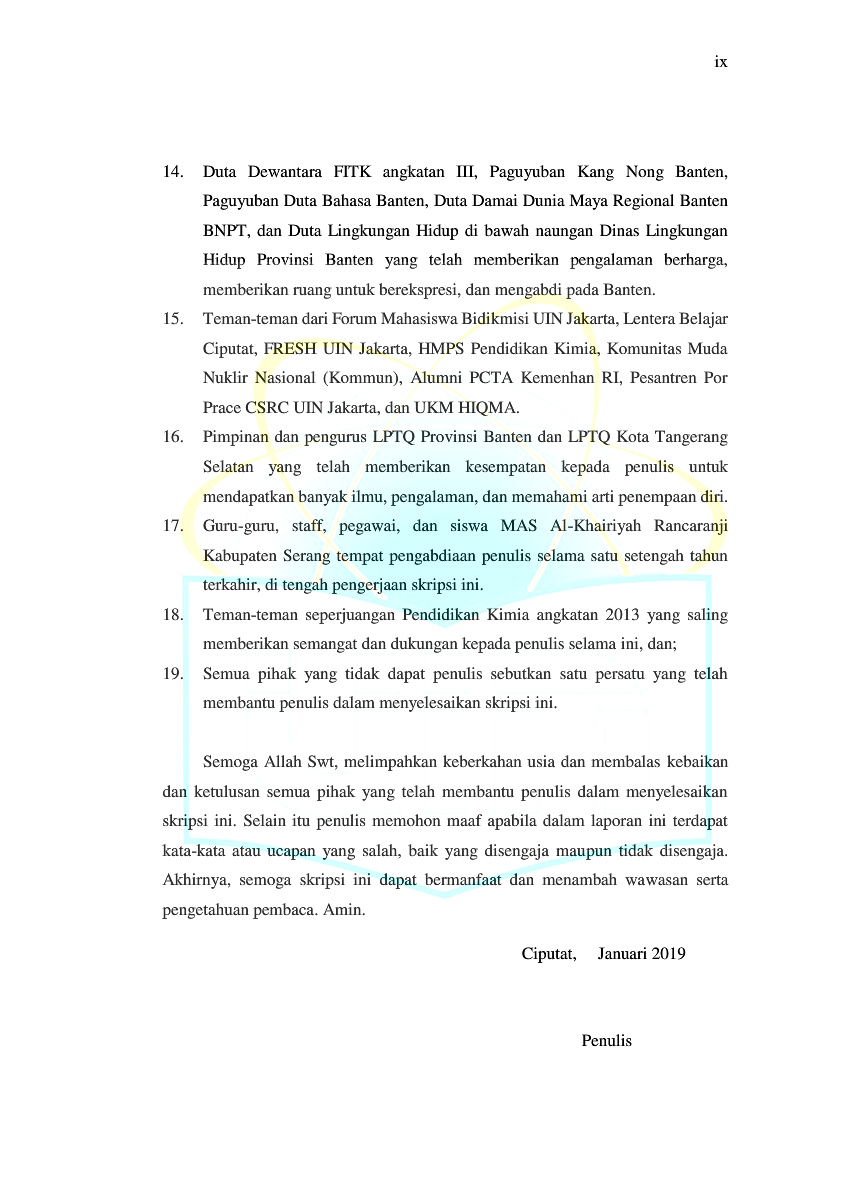 ix
14. Duta Dewantara FITK angkatan III, Paguyuban Kang Nong Banten,
Paguyuban Duta Bahasa Banten, Duta Damai Dunia Maya Regional Banten
BNPT, dan Duta Lingkungan Hidup di bawah naungan Dinas Lingkungan
Hidup Provinsi Banten yang telah memberikan pengalaman berharga,
memberikan ruang untuk berekspresi, dan mengabdi pada Banten.
15. Teman-teman dari Forum Mahasiswa Bidikmisi UIN Jakarta, Lentera Belajar
Ciputat, FRESH UIN Jakarta, HMPS Pendidikan Kimia, Komunitas Muda
Nuklir Nasional (Kommun), Alumni PCTA Kemenhan RI, Pesantren Por
Prace CSRC UIN Jakarta, dan UKM HIQMA.
16. Pimpinan dan pengurus LPTQ Provinsi Banten dan LPTQ Kota Tangerang
Selatan yang telah memberikan kesempatan kepada penulis untuk
mendapatkan banyak ilmu, pengalaman, dan memahami arti penempaan diri.
17. Guru-guru, staff, pegawai, dan siswa MAS Al-Khairiyah Rancaranji
Kabupaten Serang tempat pengabdiaan penulis selama satu setengah tahun
terkahir, di tengah pengerjaan skripsi ini.
18. Teman-teman seperjuangan Pendidikan Kimia angkatan 2013 yang saling
memberikan semangat dan dukungan kepada penulis selama ini, dan;
19. Semua pihak yang tidak dapat penulis sebutkan satu persatu yang telah
membantu penulis dalam menyelesaikan skripsi ini.
Semoga Allah Swt, melimpahkan keberkahan usia dan membalas kebaikan
dan ketulusan semua pihak yang telah membantu penulis dalam menyelesaikan
skripsi ini. Selain itu penulis memohon maaf apabila dalam laporan ini terdapat
kata-kata atau ucapan yang salah, baik yang disengaja maupun tidak disengaja.
Akhirnya, semoga skripsi ini dapat bermanfaat dan menambah wawasan serta
pengetahuan pembaca. Amin.
Ciputat, Januari 2019
Penulis